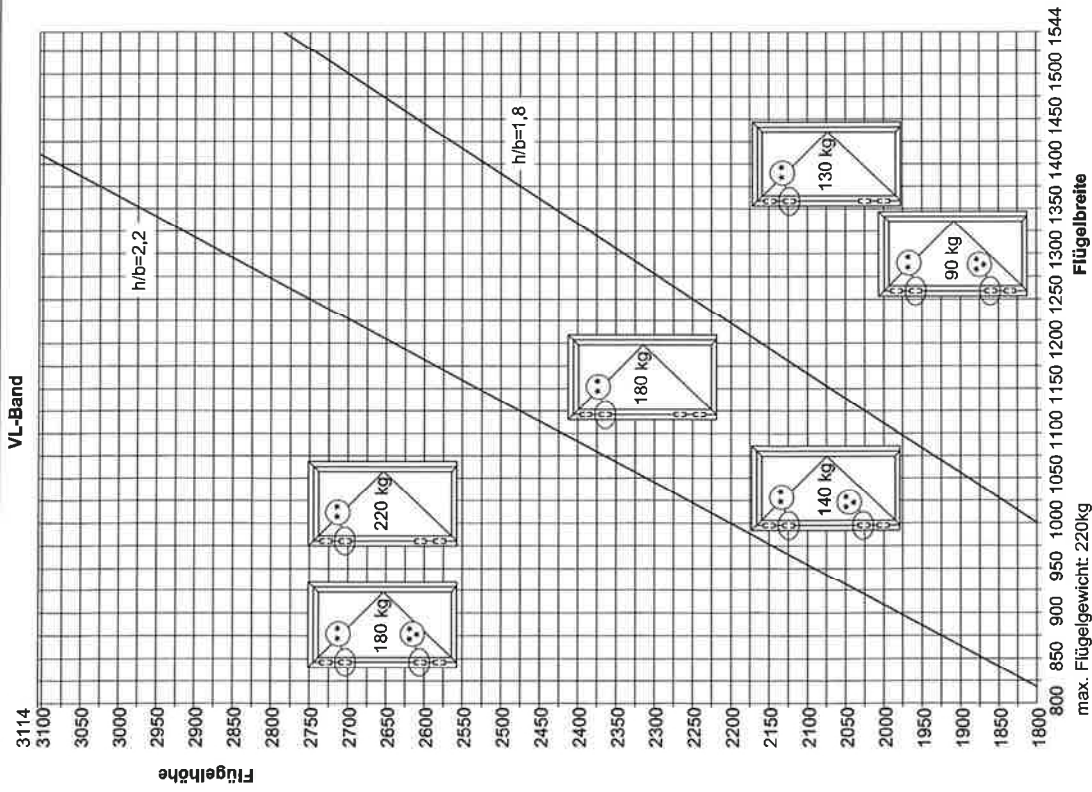 VL-Band
3114
3100
3050
3000
2950
2900
2850
2800
2750
2700
2650
2600
2550
2500
2450
2400
2350
2300
2250
2200
2150
2100
2050
2000
1950
1900
1850
1800
Flügelhöhe
h/b=2,2
h/b=1,8
180 kg
220 kg
180 kg
140 kg
130 kg
90 kg
800 850 900 950 1000 1050 1100 1150 1200 1250 1300 1350 1400 1450 1500 1544
Flügelbreite
max. Flügelgewicht: 220kg